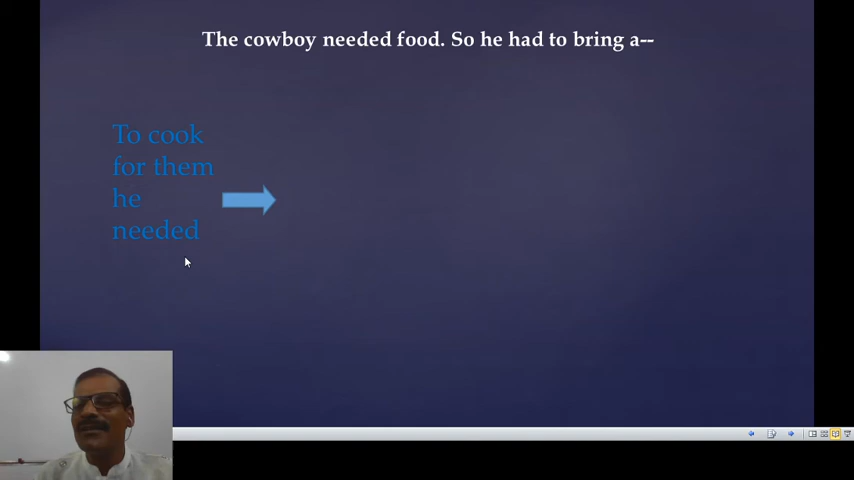 The cowboy needed food. So he had to bring a--
To cook
for them
he
needed